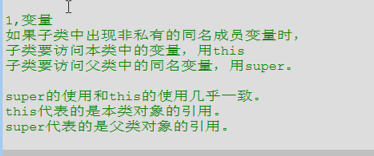 1,变量
如果子类中出现非私有的同名成员变量时，
子类要访问本类中的变量，用this
子类要访问父类中的同名变量，用super。
super的使用和this的使用几乎一致。
this代表的是本类对象的引用。
super代表的是父类对象的引用。